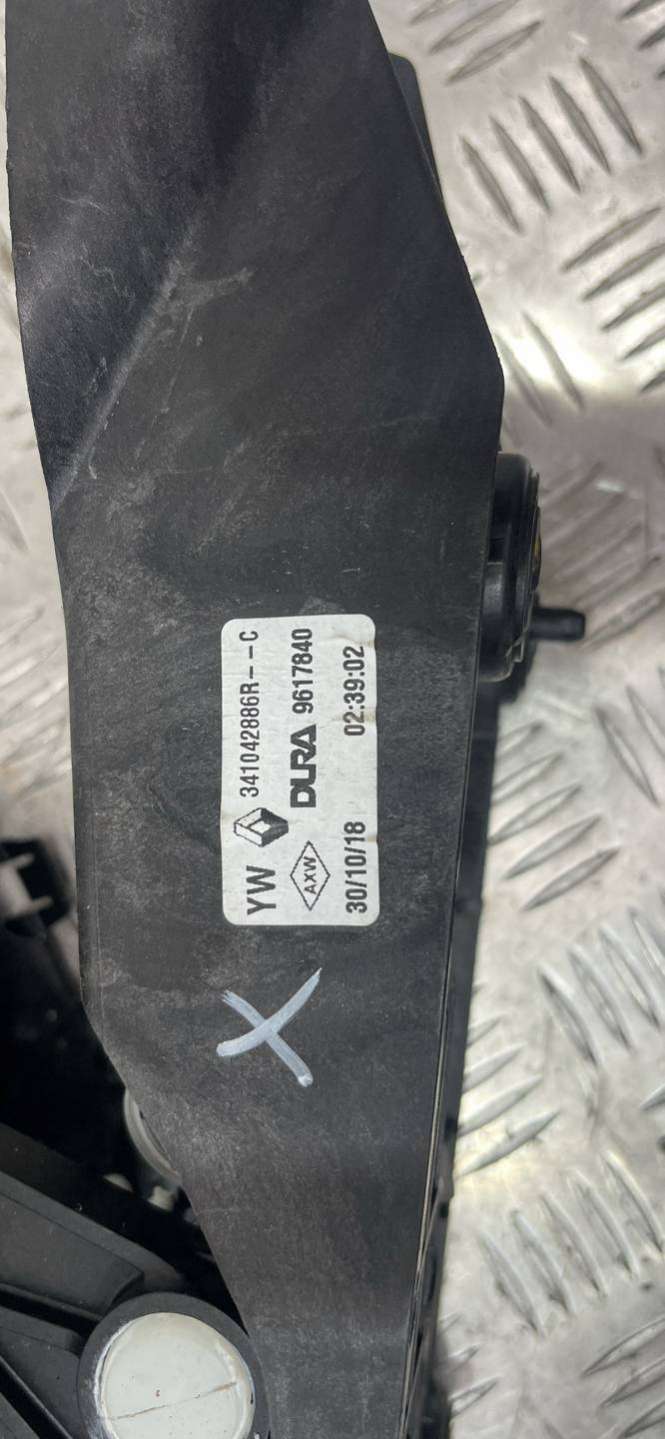 YW 341042886R--C
AXW DURA 9617840
30/10/18 02:39:02
X